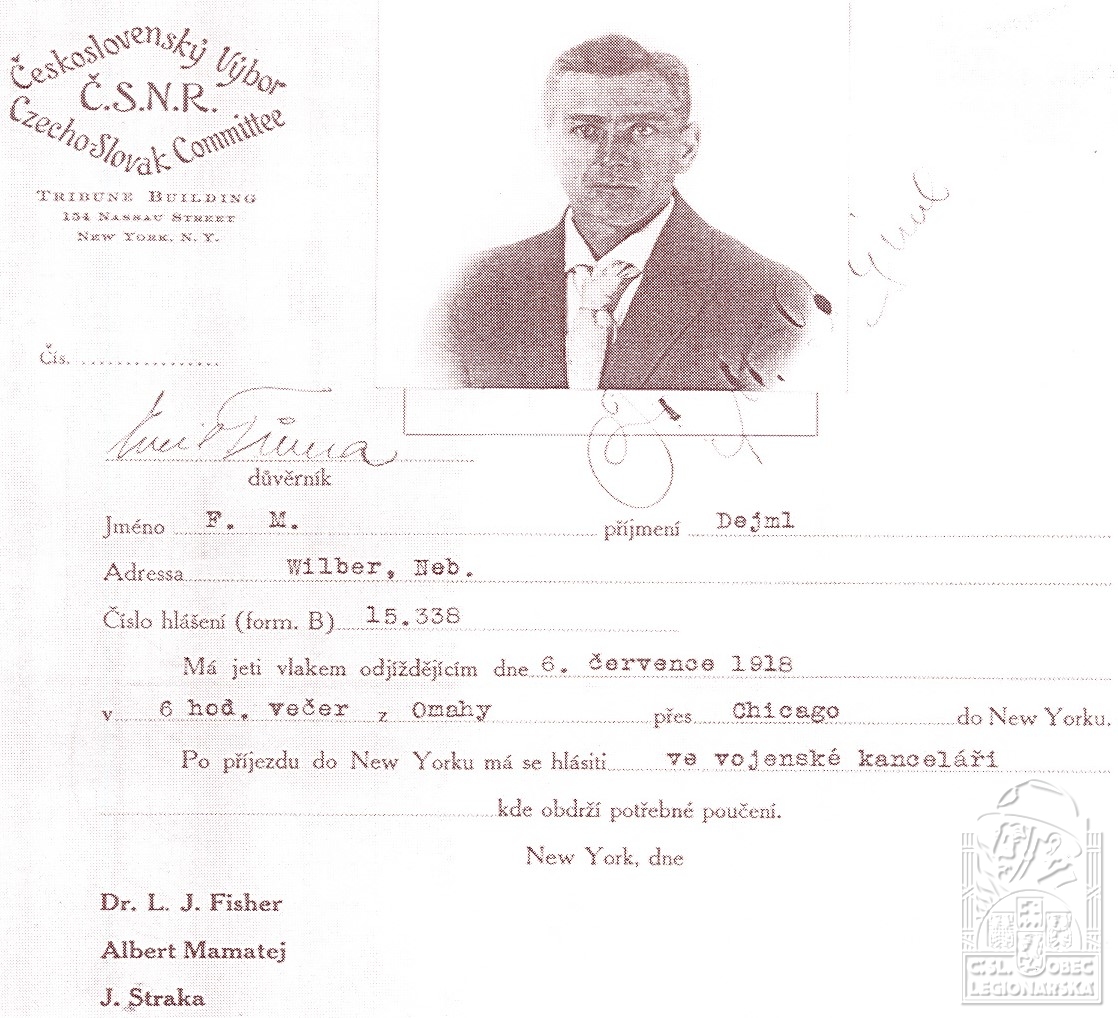 Československý Výbor
Č.S.N.R.
Czecho-Slovak Committee
TRIBUNE BUILDING
154 NASSAU STREET
NEW YORK, N. Y.
Čís.
Emil Tůma
důvěrník
Jméno F. M. příjmení Dejml
Adressa Wilber, Neb.
Číslo hlášení (form. B) 15.338
Má jeti vlakem odjíždějícím dne 6. července 1918
v 6 hod. večer z Omahy přes Chicago do New Yorku.
Po příjezdu do New Yorku má se hlásiti ve vojenské kanceláři
kde obdrží potřebné poučení.
New York, dne
Dr. L. J. Fisher
Albert Mamatej
J. Straka
Č.SL. OBEC
LEGIONÁŘSKÁ